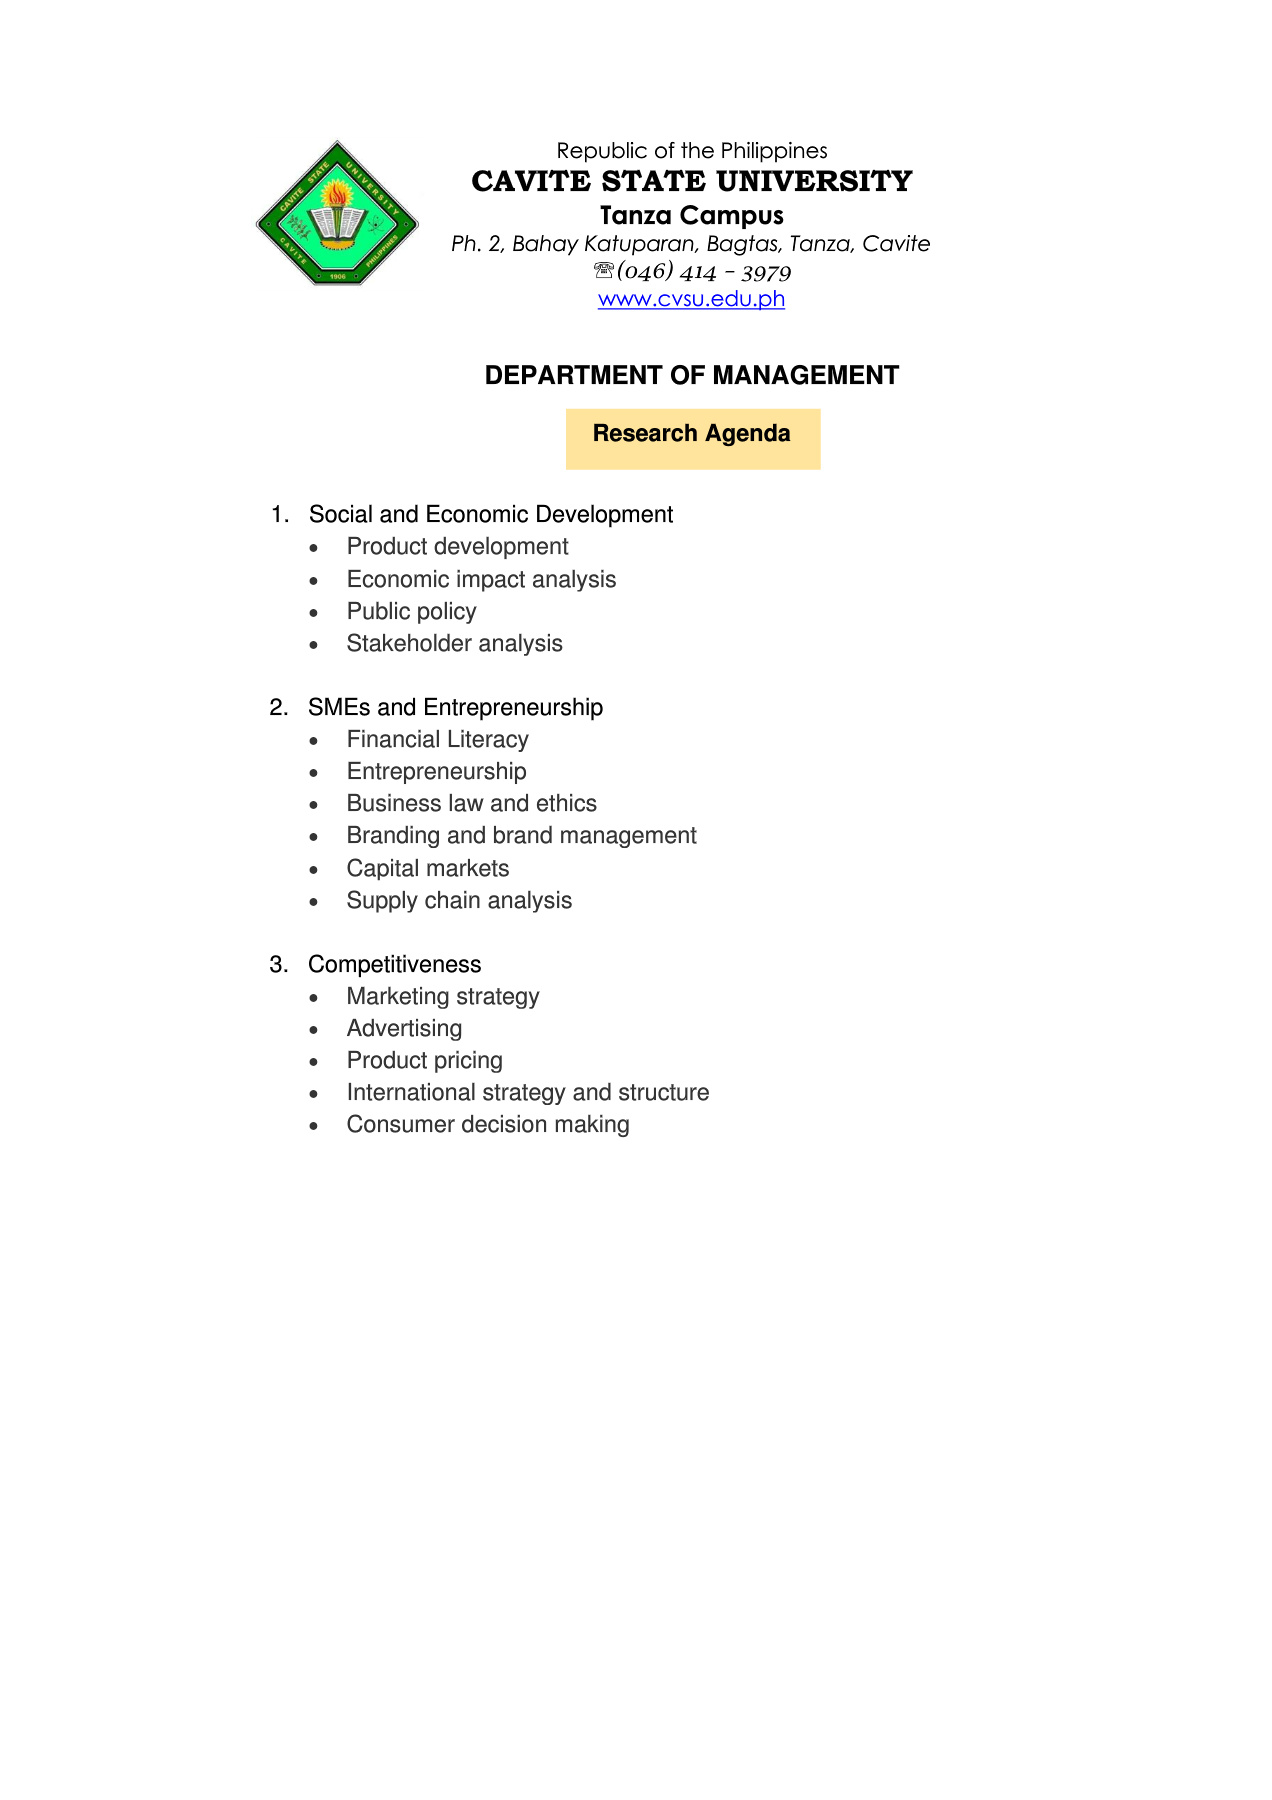 CAVITE STATE UNIVERSITY
CAVITE PHILIPPINES
1906
Republic of the Philippines
CAVITE STATE UNIVERSITY
Tanza Campus
Ph. 2, Bahay Katuparan, Bagtas, Tanza, Cavite
☏(046) 414 – 3979
www.cvsu.edu.ph
DEPARTMENT OF MANAGEMENT
Research Agenda
1. Social and Economic Development
• Product development
• Economic impact analysis
• Public policy
• Stakeholder analysis
2. SMEs and Entrepreneurship
• Financial Literacy
• Entrepreneurship
• Business law and ethics
• Branding and brand management
• Capital markets
• Supply chain analysis
3. Competitiveness
• Marketing strategy
• Advertising
• Product pricing
• International strategy and structure
• Consumer decision making